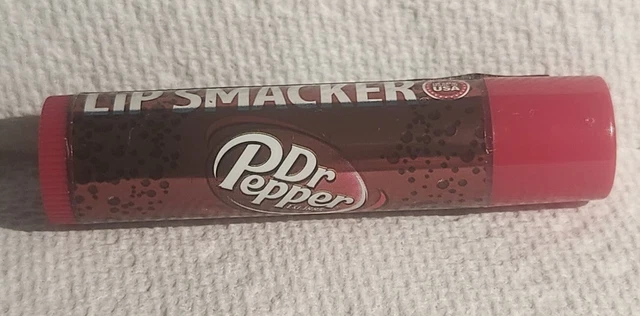 LIP SMACKER
USA
Dr
Pepper